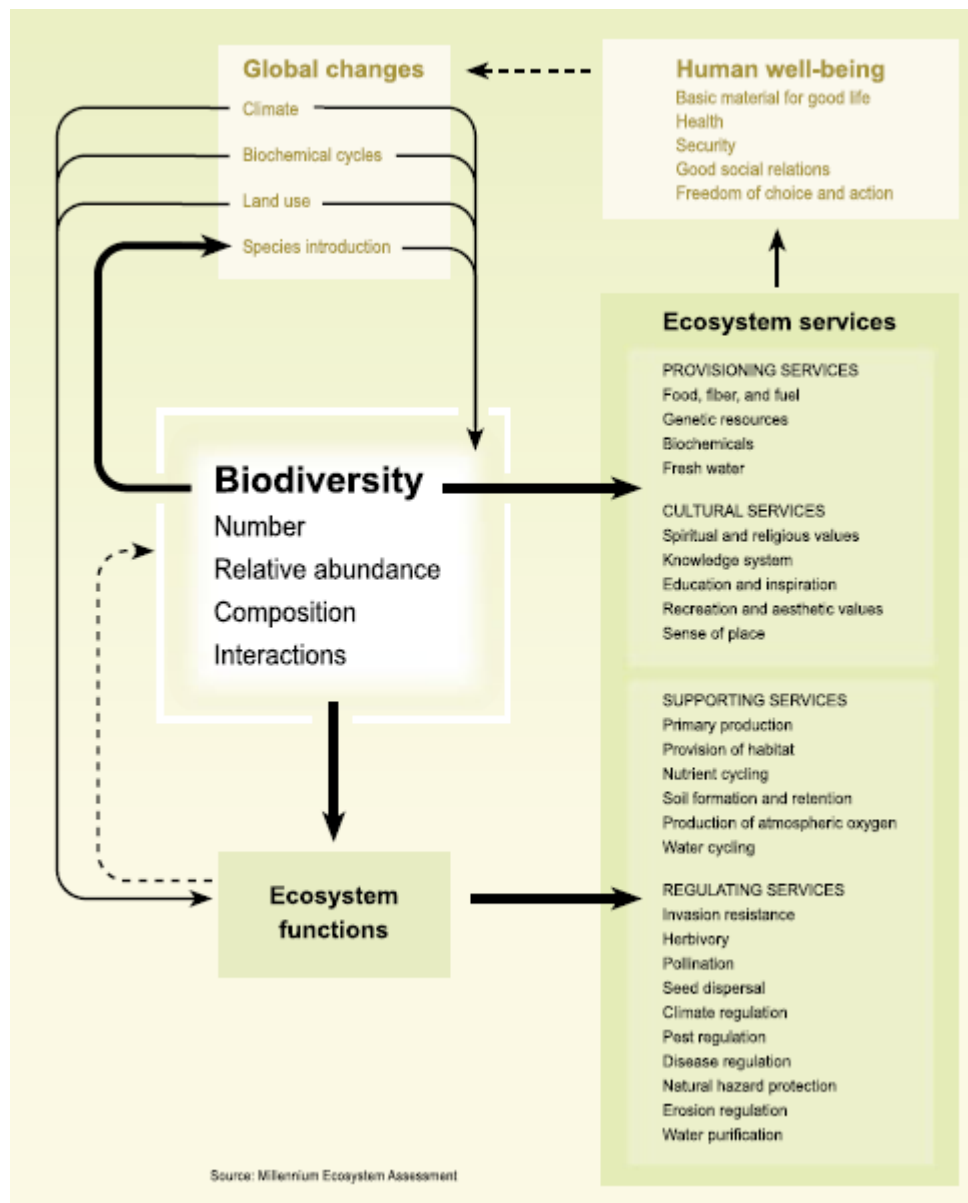 Global changes
Climate
Biochemical cycles
Land use
Species introduction
Human well-being
Basic material for good life
Health
Security
Good social relations
Freedom of choice and action
Biodiversity
Number
Relative abundance
Composition
Interactions
Ecosystem
functions
Ecosystem services
PROVISIONING SERVICES
Food, fiber, and fuel
Genetic resources
Biochemicals
Fresh water
CULTURAL SERVICES
Spiritual and religious values
Knowledge system
Education and inspiration
Recreation and aesthetic values
Sense of place
SUPPORTING SERVICES
Primary production
Provision of habitat
Nutrient cycling
Soil formation and retention
Production of atmospheric oxygen
Water cycling
REGULATING SERVICES
Invasion resistance
Herbivory
Pollination
Seed dispersal
Climate regulation
Pest regulation
Disease regulation
Natural hazard protection
Erosion regulation
Water purification
Source: Millennium Ecosystem Assessment